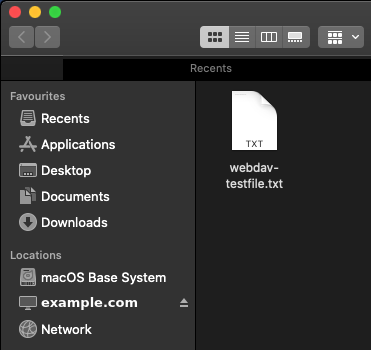 Recents
Favourites
Recents
Applications
Desktop
Documents
Downloads
Locations
macOS Base System
example.com
Network
TXT
webdav-
testfile.txt